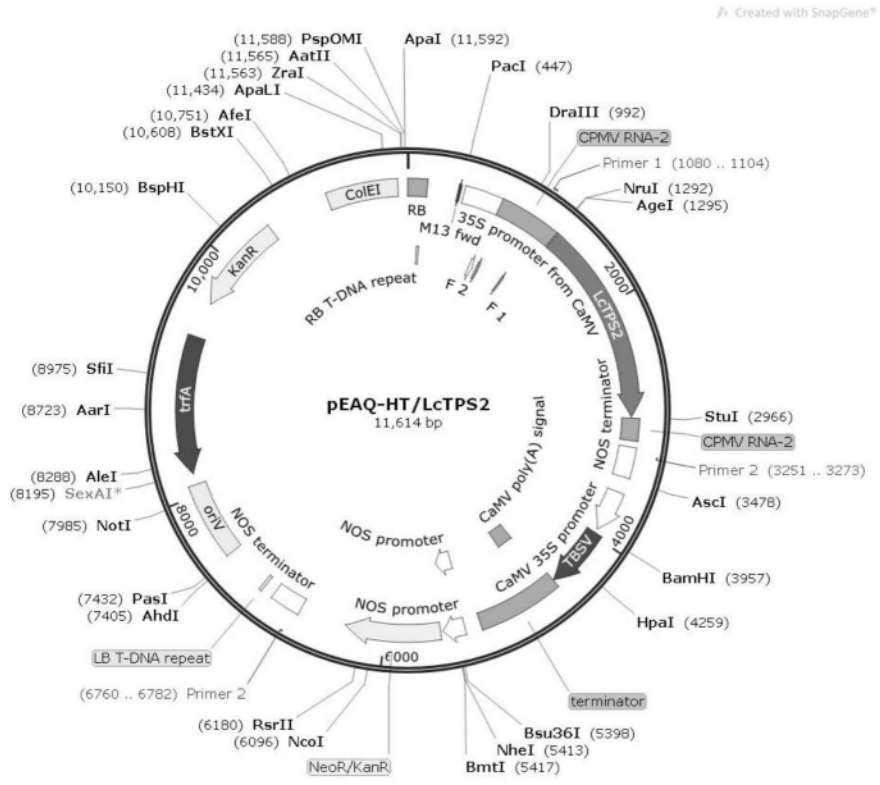 Created with SnapGene®
(11,588) PspOMI
(11,565) AatII
(11,563) ZraI
(11,434) ApaLI
(10,751) AfeI
(10,608) BstXI
(10,150) BspHI
ApaI (11,592)
PacI (447)
DraIII (992)
CPMV RNA-2
Primer 1 (1080 .. 1104)
NruI (1292)
AgeI (1295)
ColEI
RB
M13 fwd
35S promoter from CaMV
KanR
10,000
RB T-DNA repeat
F 2
F 1
2000
LcTPS2
(8975) SfiI
(8723) AarI
trfA
pEAQ-HT/LcTPS2
11,614 bp
NOS terminator
StuI (2966)
CPMV RNA-2
Primer 2 (3251 .. 3273)
AscI (3478)
(8288) AleI
(8195) SexAI*
(7985) NotI
8000
oriV
NOS terminator
NOS promoter
CaMV poly(A) signal
CaMV 35S promoter
TBSV
4000
BamHI (3957)
HpaI (4259)
(7432) PasI
(7405) AhdI
NOS promoter
LB T-DNA repeat
6000
(6760 .. 6782) Primer 2
terminator
(6180) RsrII
(6096) NcoI
NeoR/KanR
Bsu36I (5398)
NheI (5413)
BmtI (5417)